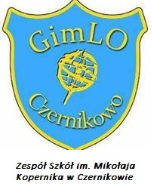 GimLO
Czernikowo
Zespół Szkół im. Mikołaja
Kopernika w Czernikowie